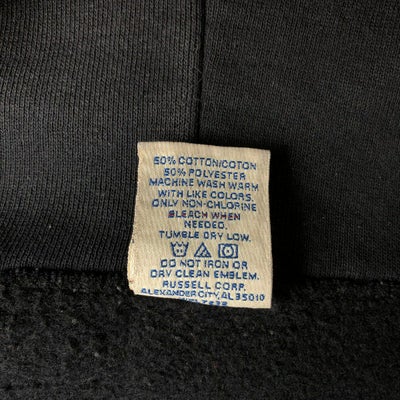 50% COTTON/COTON
50% POLYESTER
MACHINE WASH WARM
WITH LIKE COLORS.
ONLY NON-CHLORINE
BLEACH WHEN
NEEDED.
TUMBLE DRY LOW.
DO NOT IRON OR
DRY CLEAN EMBLEM.
RUSSELL CORP.
ALEXANDER CITY, AL 35010